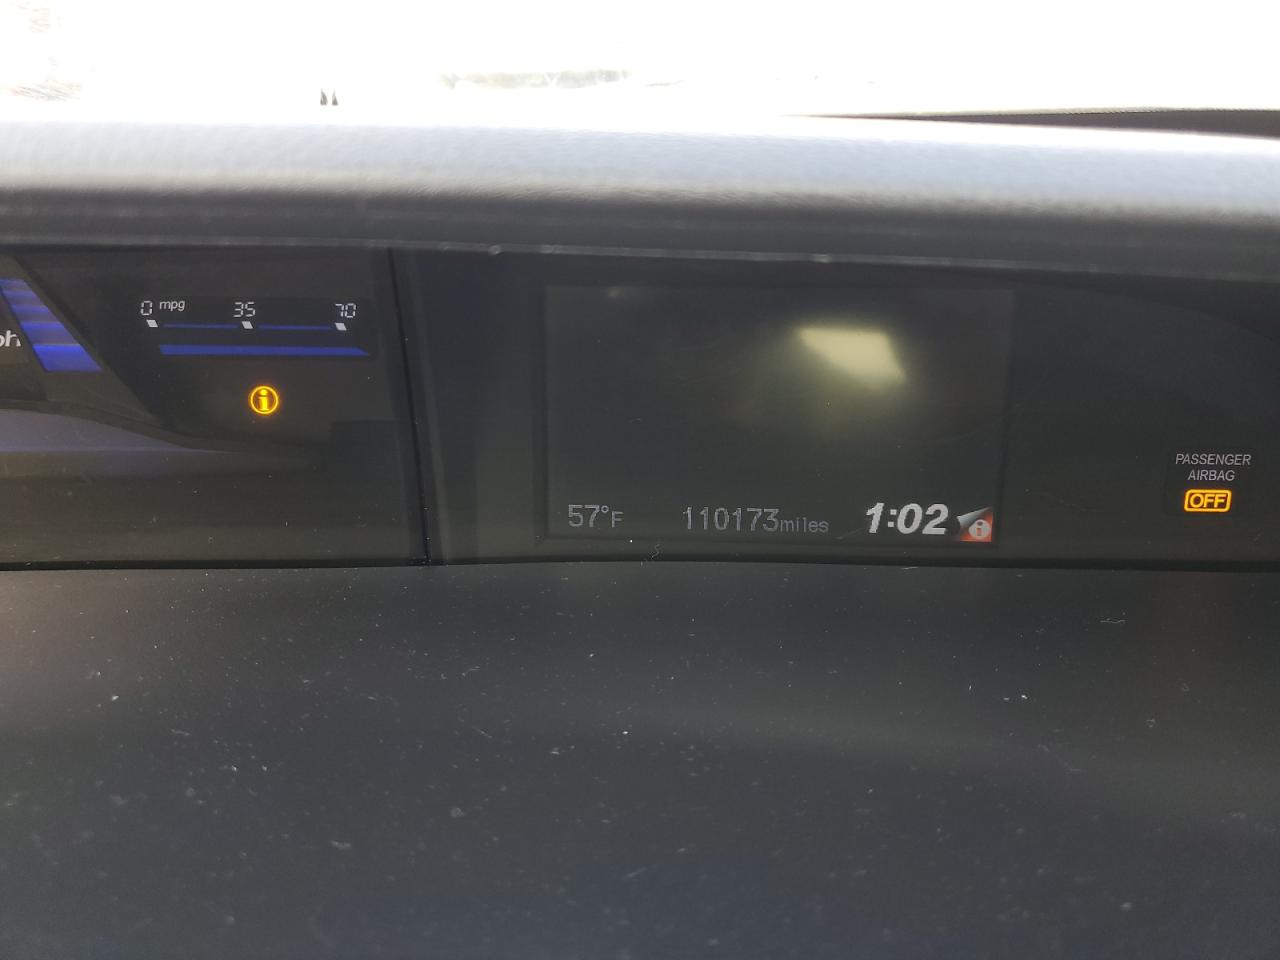 0 mpg 35 70
PASSENGER
AIRBAG
OFF
57°F 110173miles 1:02